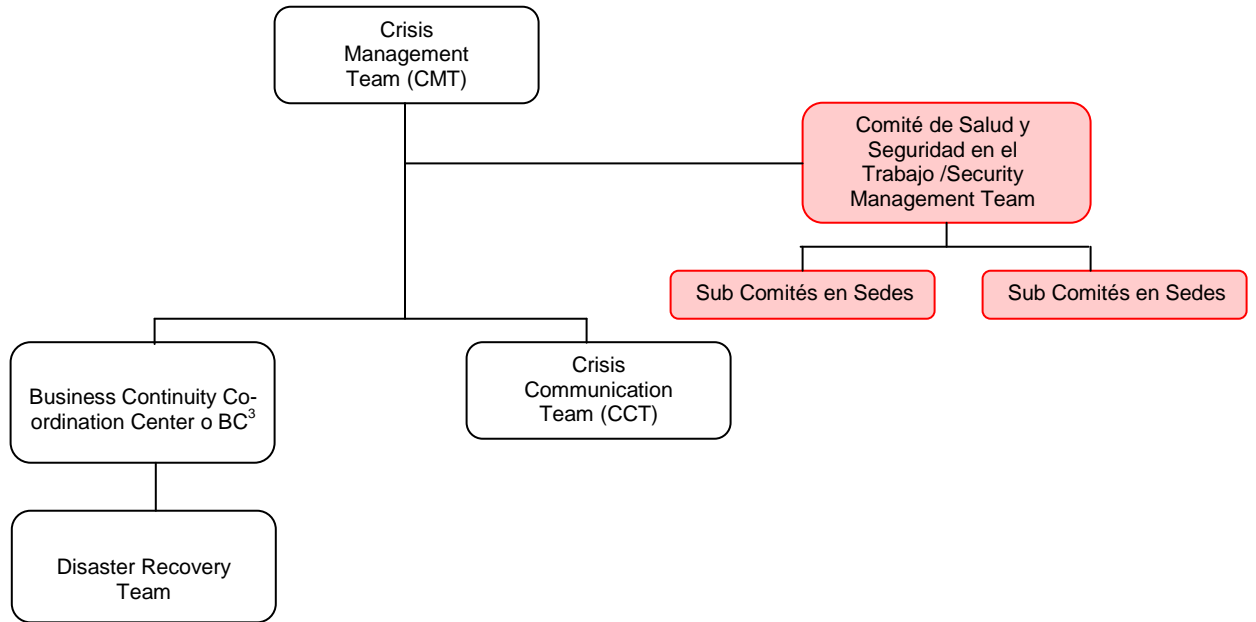 Crisis
Management
Team (CMT)
Comité de Salud y
Seguridad en el
Trabajo /Security
Management Team
Sub Comités en Sedes
Sub Comités en Sedes
Business Continuity Co-
ordination Center o BC³
Crisis
Communication
Team (CCT)
Disaster Recovery
Team